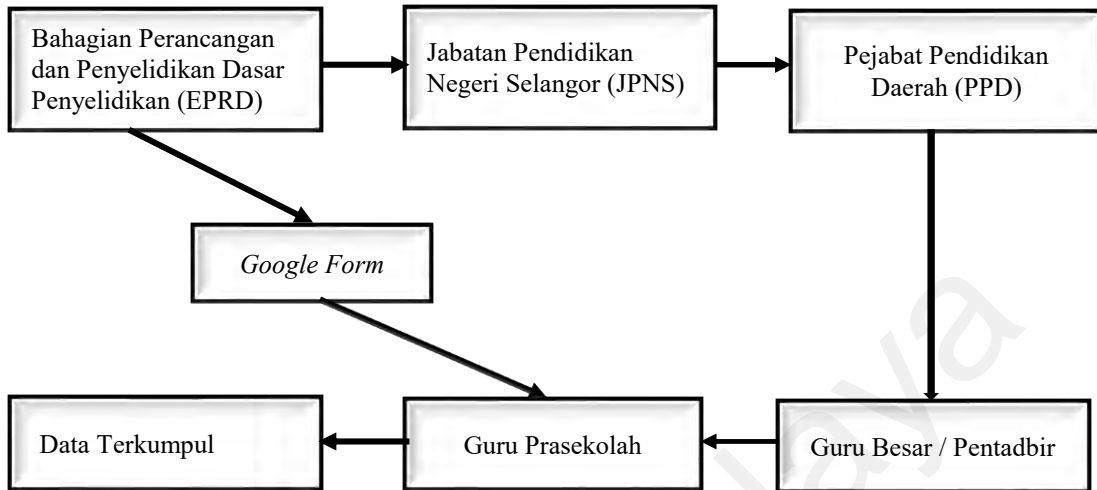 Bahagian Perancangan
dan Penyelidikan Dasar
Penyelidikan (EPRD)
Jabatan Pendidikan
Negeri Selangor (JPNS)
Pejabat Pendidikan
Daerah (PPD)
Google Form
Data Terkumpul
Guru Prasekolah
Guru Besar / Pentadbir
laya